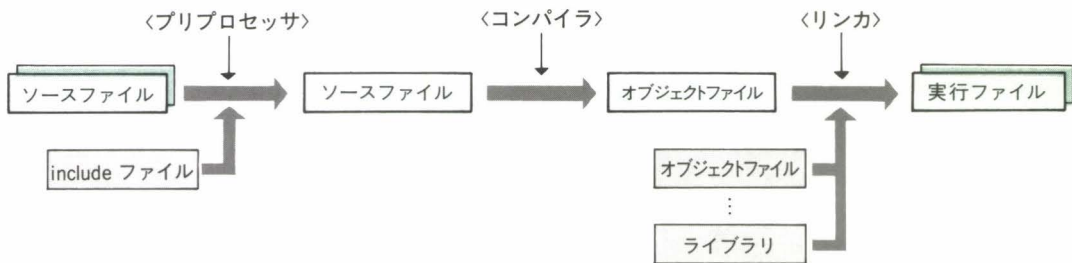 〈プリプロセッサ〉
〈コンパイラ〉
〈リンカ〉
ソースファイル
ソースファイル
オブジェクトファイル
実行ファイル
include ファイル
オブジェクトファイル
⋮
ライブラリ